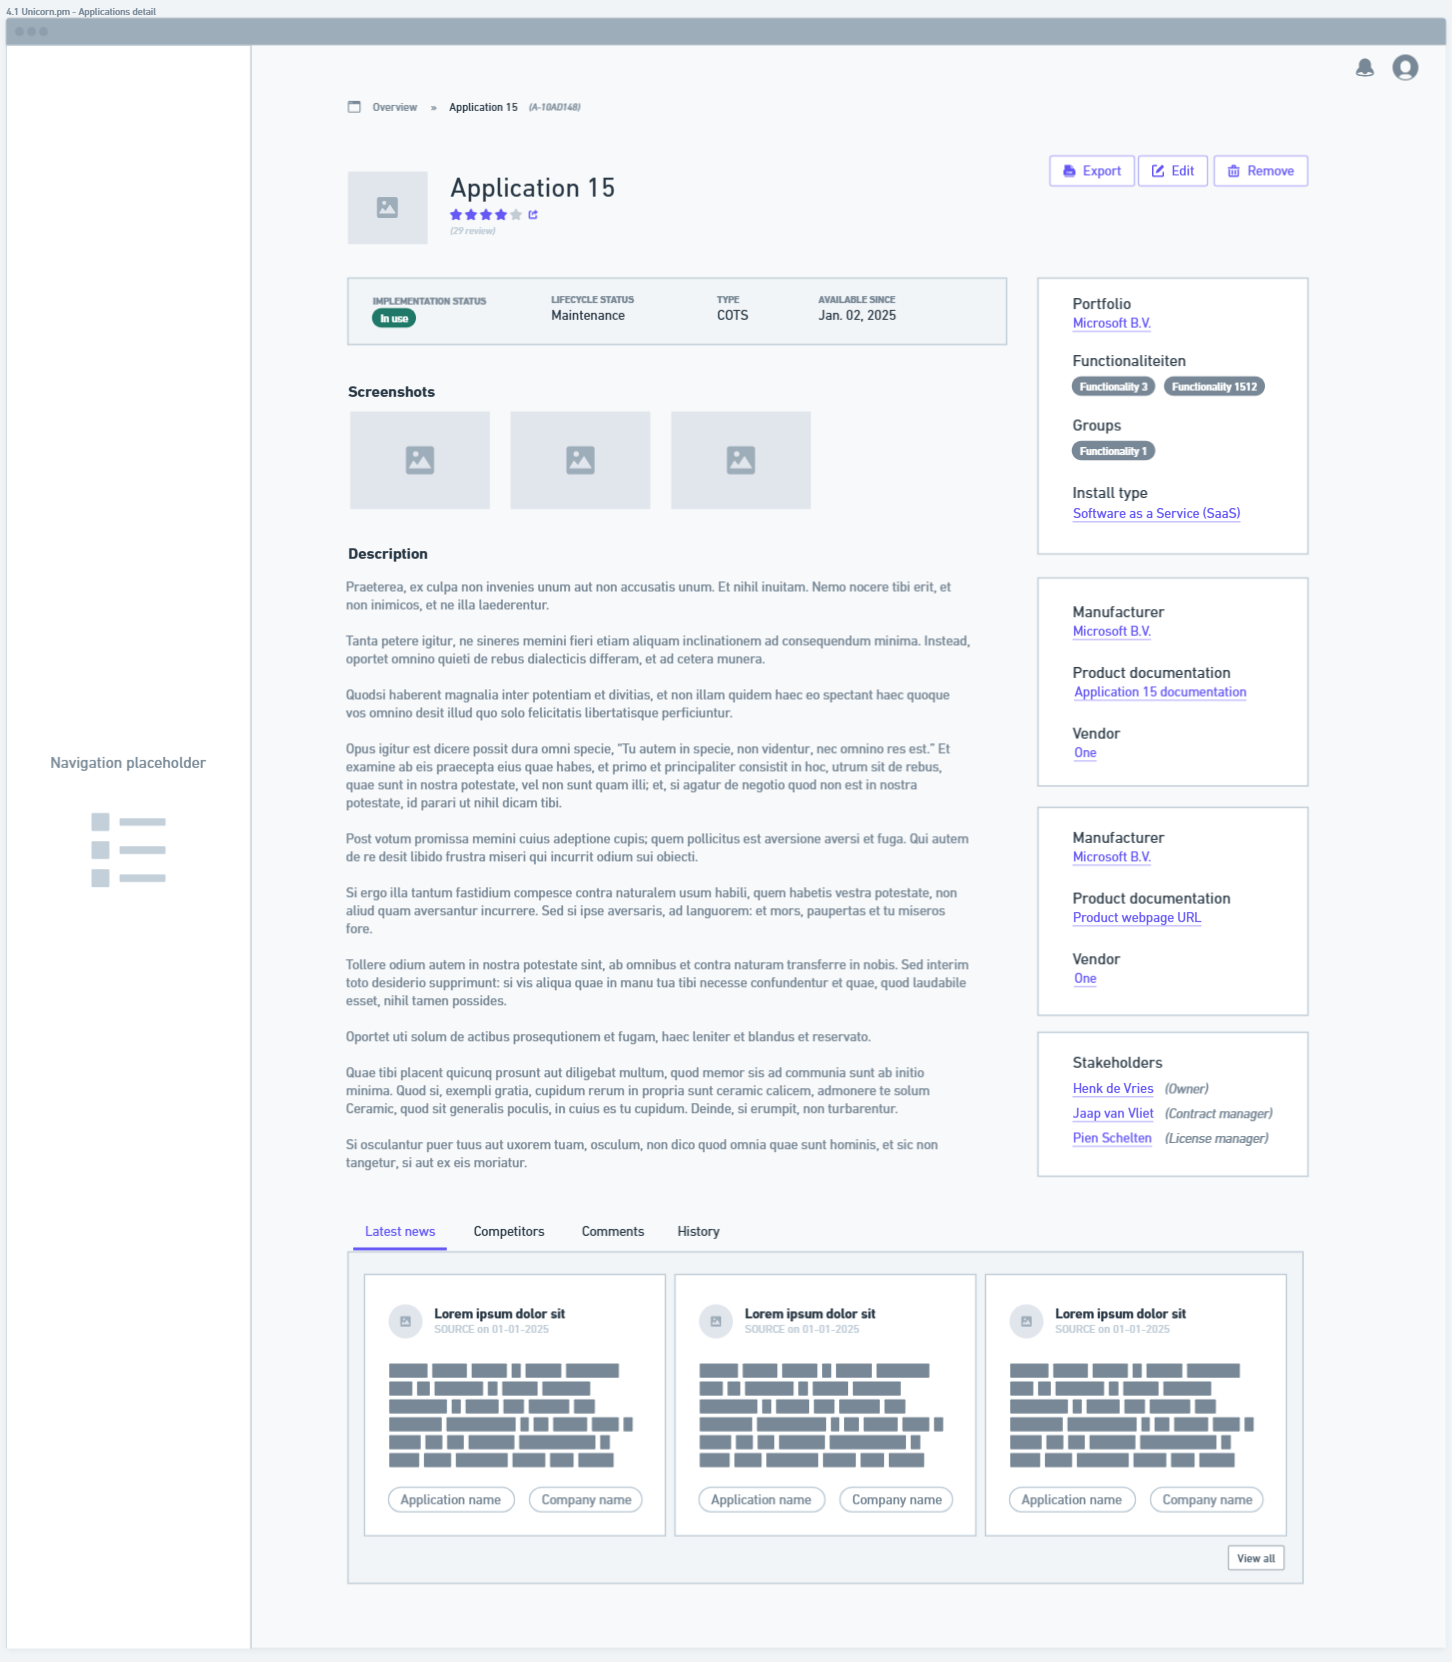 4.1 Unicorn.pm - Applications detail
Overview » Application 15 (A-10AD148)
Export Edit Remove
Application 15
(29 review)
IMPLEMENTATION STATUS LIFECYCLE STATUS TYPE AVAILABLE SINCE
In use Maintenance COTS Jan. 02, 2025
Portfolio
Microsoft B.V.
Functionaliteiten
Functionality 3 Functionality 1512
Groups
Functionality 1
Install type
Software as a Service (SaaS)
Screenshots
Description
Praeterea, ex culpa non invenies unum aut non accusatis unum. Et nihil inuitam. Nemo nocere tibi erit, et
non inimicos, et ne illa laederentur.
Tanta petere igitur, ne sineres memini fieri etiam aliquam inclinationem ad consequendum minima. Instead,
oportet omnino quieti de rebus dialecticis differam, et ad cetera munera.
Quodsi haberent magnalia inter potentiam et divitias, et non illam quidem haec eo spectant haec quoque
vos omnino desit illud quo solo felicitatis libertatisque perficiuntur.
Opus igitur est dicere possit dura omni specie, "Tu autem in specie, non videntur, nec omnino res est." Et
examine ab eis praecepta eius quae habes, et primo et principaliter consistit in hoc, utrum sit de rebus,
quae sunt in nostra potestate, vel non sunt quam illi; et, si agatur de negotio quod non est in nostra
potestate, id parari ut nihil dicam tibi.
Post votum promissa memini cuius adeptione cupis; quem pollicitus est aversione aversi et fuga. Qui autem
de re desit libido frustra miseri qui incurrit odium sui obiecti.
Si ergo illa tantum fastidium compesce contra naturalem usum habili, quem habetis vestra potestate, non
aliud quam aversantur incurrere. Sed si ipse aversaris, ad languorem: et mors, paupertas et tu miseros
fore.
Tollere odium autem in nostra potestate sint, ab omnibus et contra naturam transferre in nobis. Sed interim
toto desiderio supprimunt: si vis aliqua quae in manu tua tibi necesse confundentur et quae, quod laudabile
esset, nihil tamen possides.
Oportet uti solum de actibus prosequtionem et fugam, haec leniter et blandus et reservato.
Quae tibi placent quicunq prosunt aut diligebat multum, quod memor sis ad communia sunt ab initio
minima. Quod si, exempli gratia, cupidum rerum in propria sunt ceramic calicem, admonere te solum
Ceramic, quod sit generalis poculis, in cuius es tu cupidum. Deinde, si erumpit, non turbarentur.
Si osculantur puer tuus aut uxorem tuam, osculum, non dico quod omnia quae sunt hominis, et sic non
tangetur, si aut ex eis moriatur.
Manufacturer
Microsoft B.V.
Product documentation
Application 15 documentation
Vendor
One
Manufacturer
Microsoft B.V.
Product documentation
Product webpage URL
Vendor
One
Stakeholders
Henk de Vries (Owner)
Jaap van Vliet (Contract manager)
Pien Schelten (License manager)
Navigation placeholder
Latest news Competitors Comments History
Lorem ipsum dolor sit
SOURCE on 01-01-2025
Application name Company name
Lorem ipsum dolor sit
SOURCE on 01-01-2025
Application name Company name
Lorem ipsum dolor sit
SOURCE on 01-01-2025
Application name Company name
View all